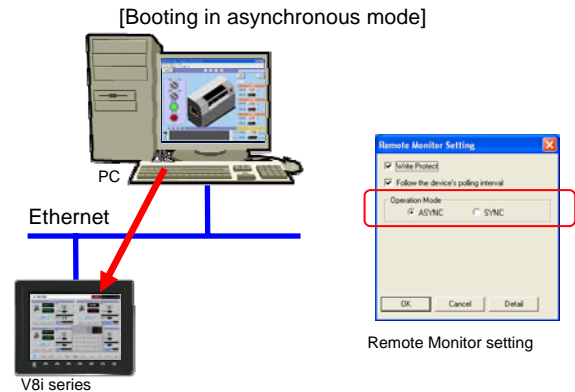 [Booting in asynchronous mode]
PC
Ethernet
V8i series
Remote Monitor Setting
Write Protect
Follow the device's polling interval
Operation Mode
ASYNC SYNC
OK Cancel Detail
Remote Monitor setting